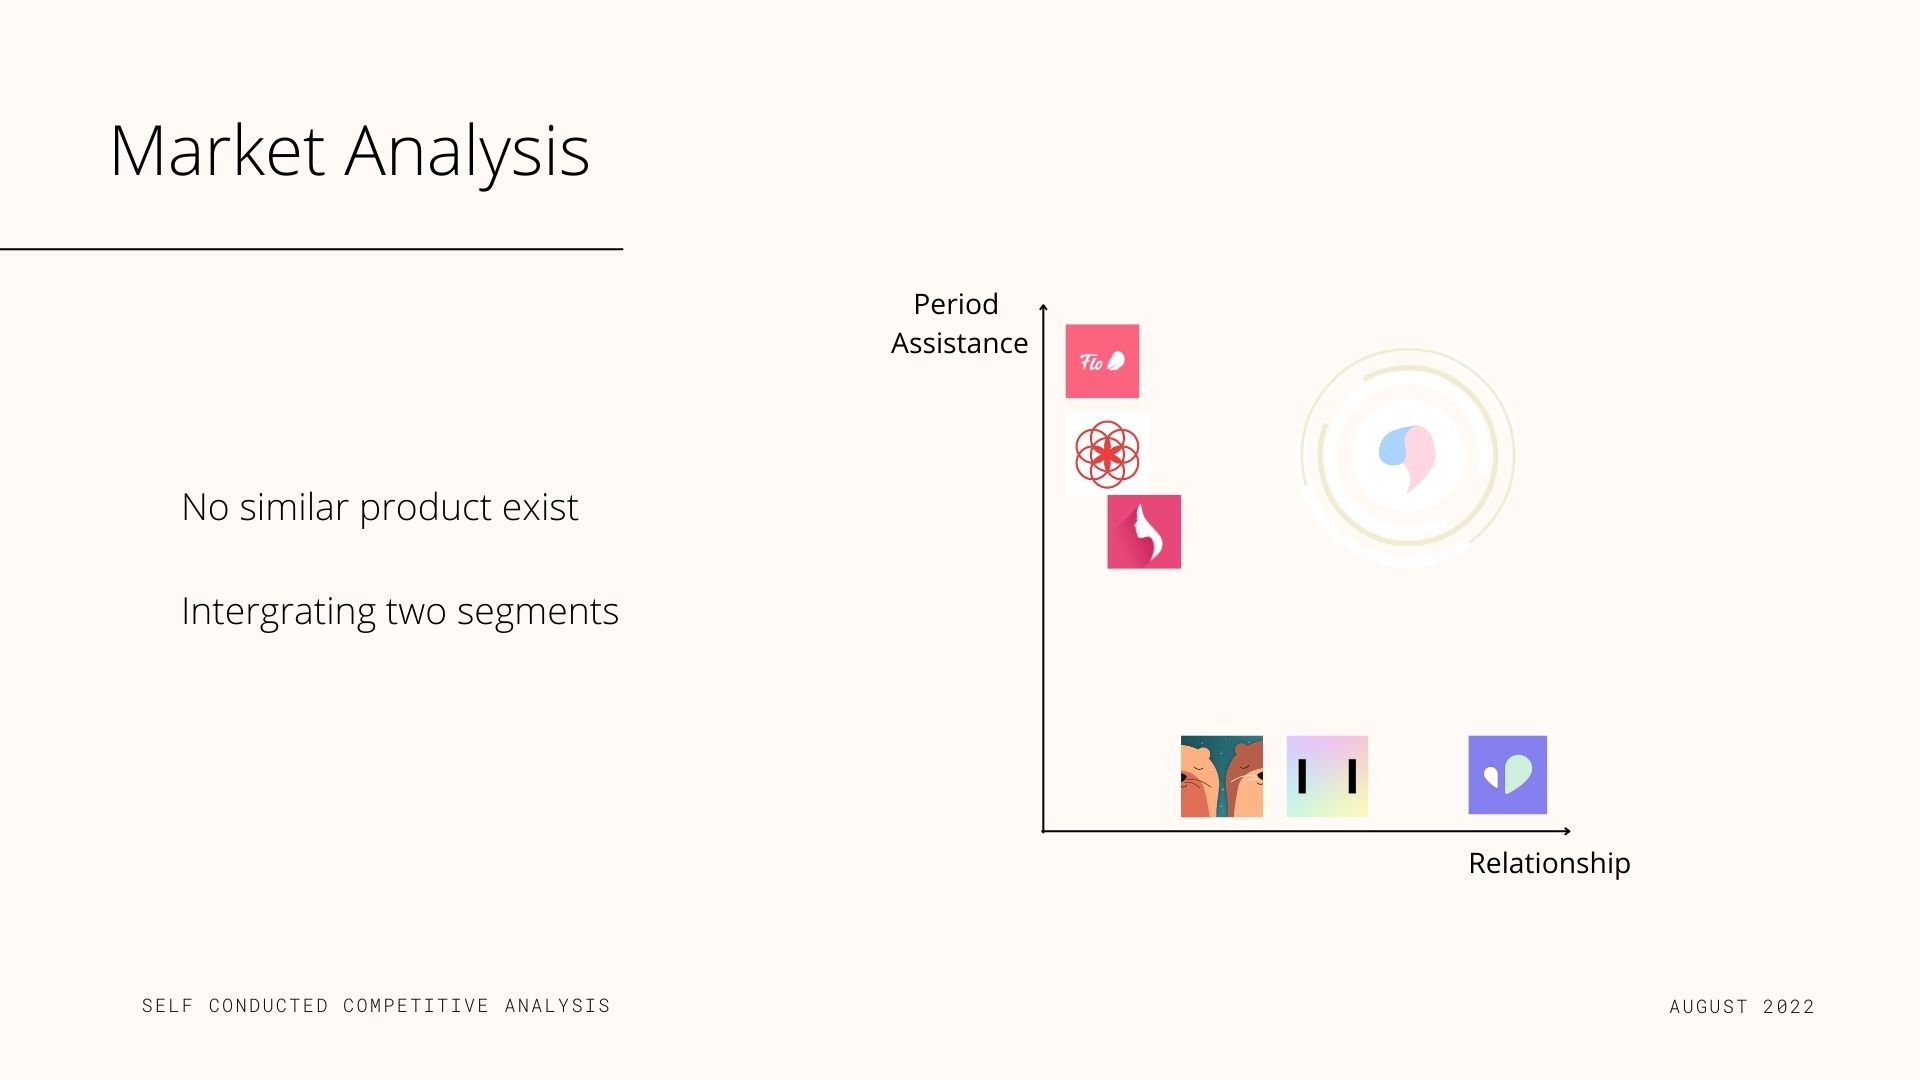 Market Analysis
No similar product exist
Intergrating two segments
Period
Assistance
Flo
Relationship
SELF CONDUCTED COMPETITIVE ANALYSIS
AUGUST 2022